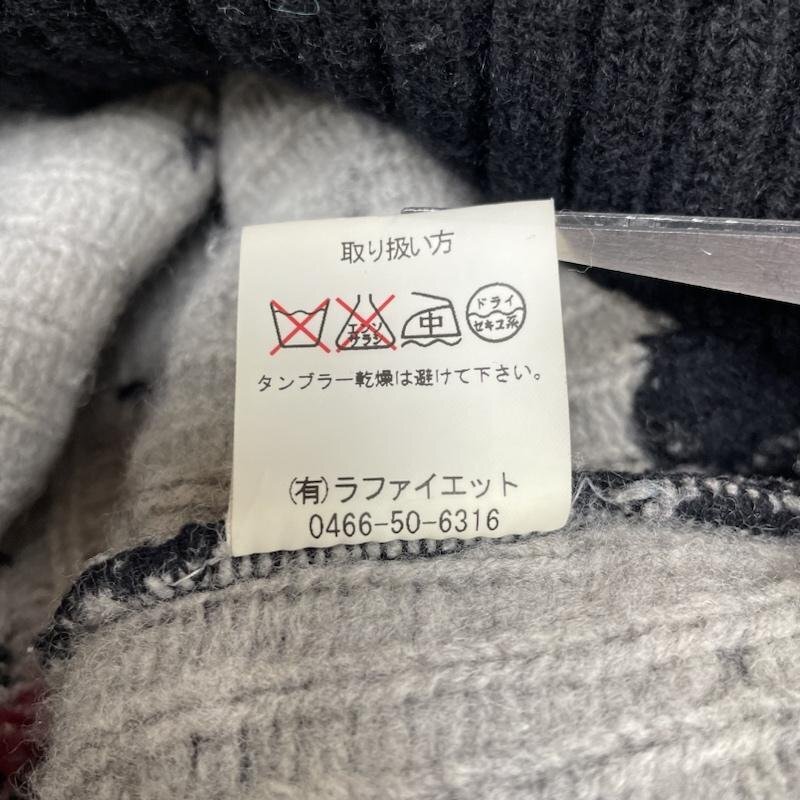 取り扱い方
エンソサラシ 中 ドライセキユ系
タンブラー乾燥は避けて下さい。
(有)ラファイエット
0466-50-6316